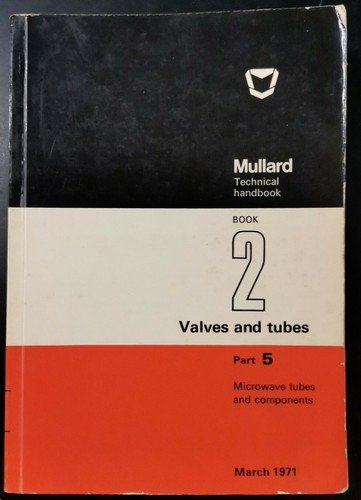 Mullard
Technical
handbook
BOOK
2
Valves and tubes
Part 5
Microwave tubes
and components
March 1971